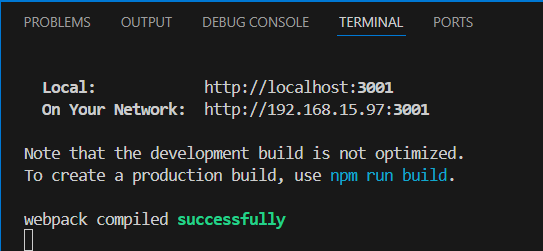 PROBLEMS OUTPUT DEBUG CONSOLE TERMINAL PORTS
Local: http://localhost:3001
On Your Network: http://192.168.15.97:3001
Note that the development build is not optimized.
To create a production build, use npm run build.
webpack compiled successfully